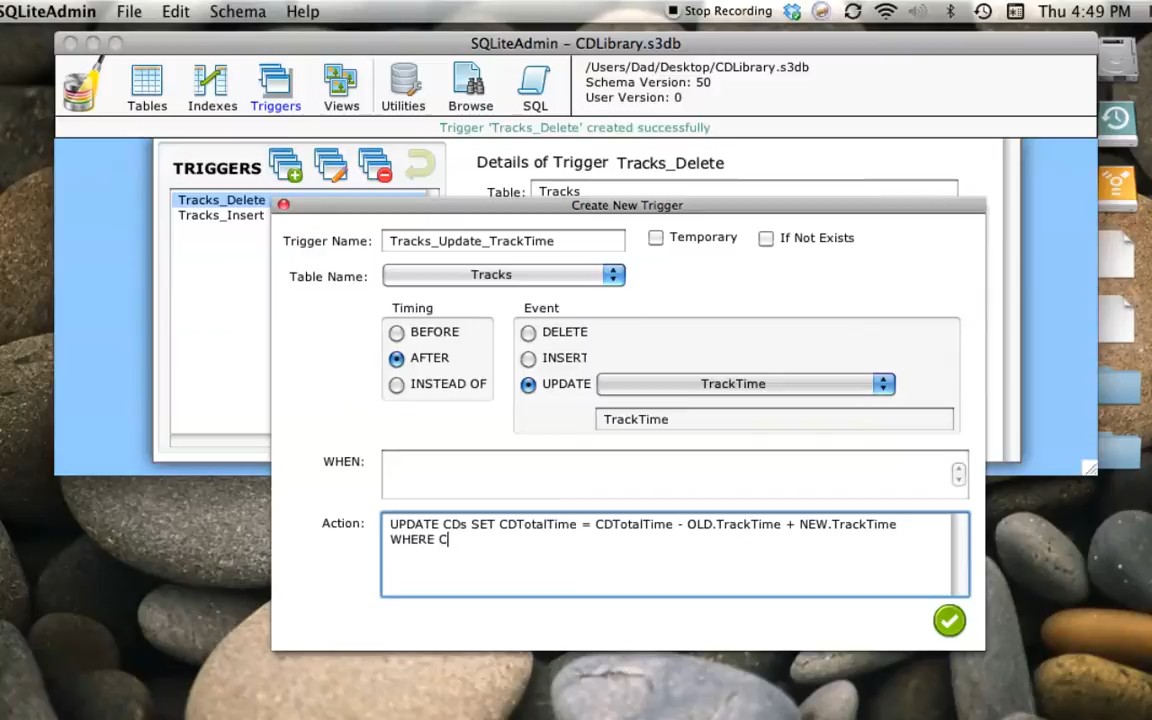 SQLiteAdmin File Edit Schema Help Stop Recording Thu 4:49 PM
SQLiteAdmin – CDLibrary.s3db
Tables Indexes Triggers Views Utilities Browse SQL
/Users/Dad/Desktop/CDLibrary.s3db
Schema Version: 50
User Version: 0
Trigger 'Tracks_Delete' created successfully
TRIGGERS
Details of Trigger Tracks_Delete
Tracks_Delete
Tracks_Insert
Table: Tracks
Create New Trigger
Trigger Name: Tracks_Update_TrackTime Temporary If Not Exists
Table Name: Tracks
Timing
BEFORE
AFTER
INSTEAD OF
Event
DELETE
INSERT
UPDATE TrackTime
TrackTime
WHEN:
Action: UPDATE CDs SET CDTotalTime = CDTotalTime - OLD.TrackTime + NEW.TrackTime
WHERE C